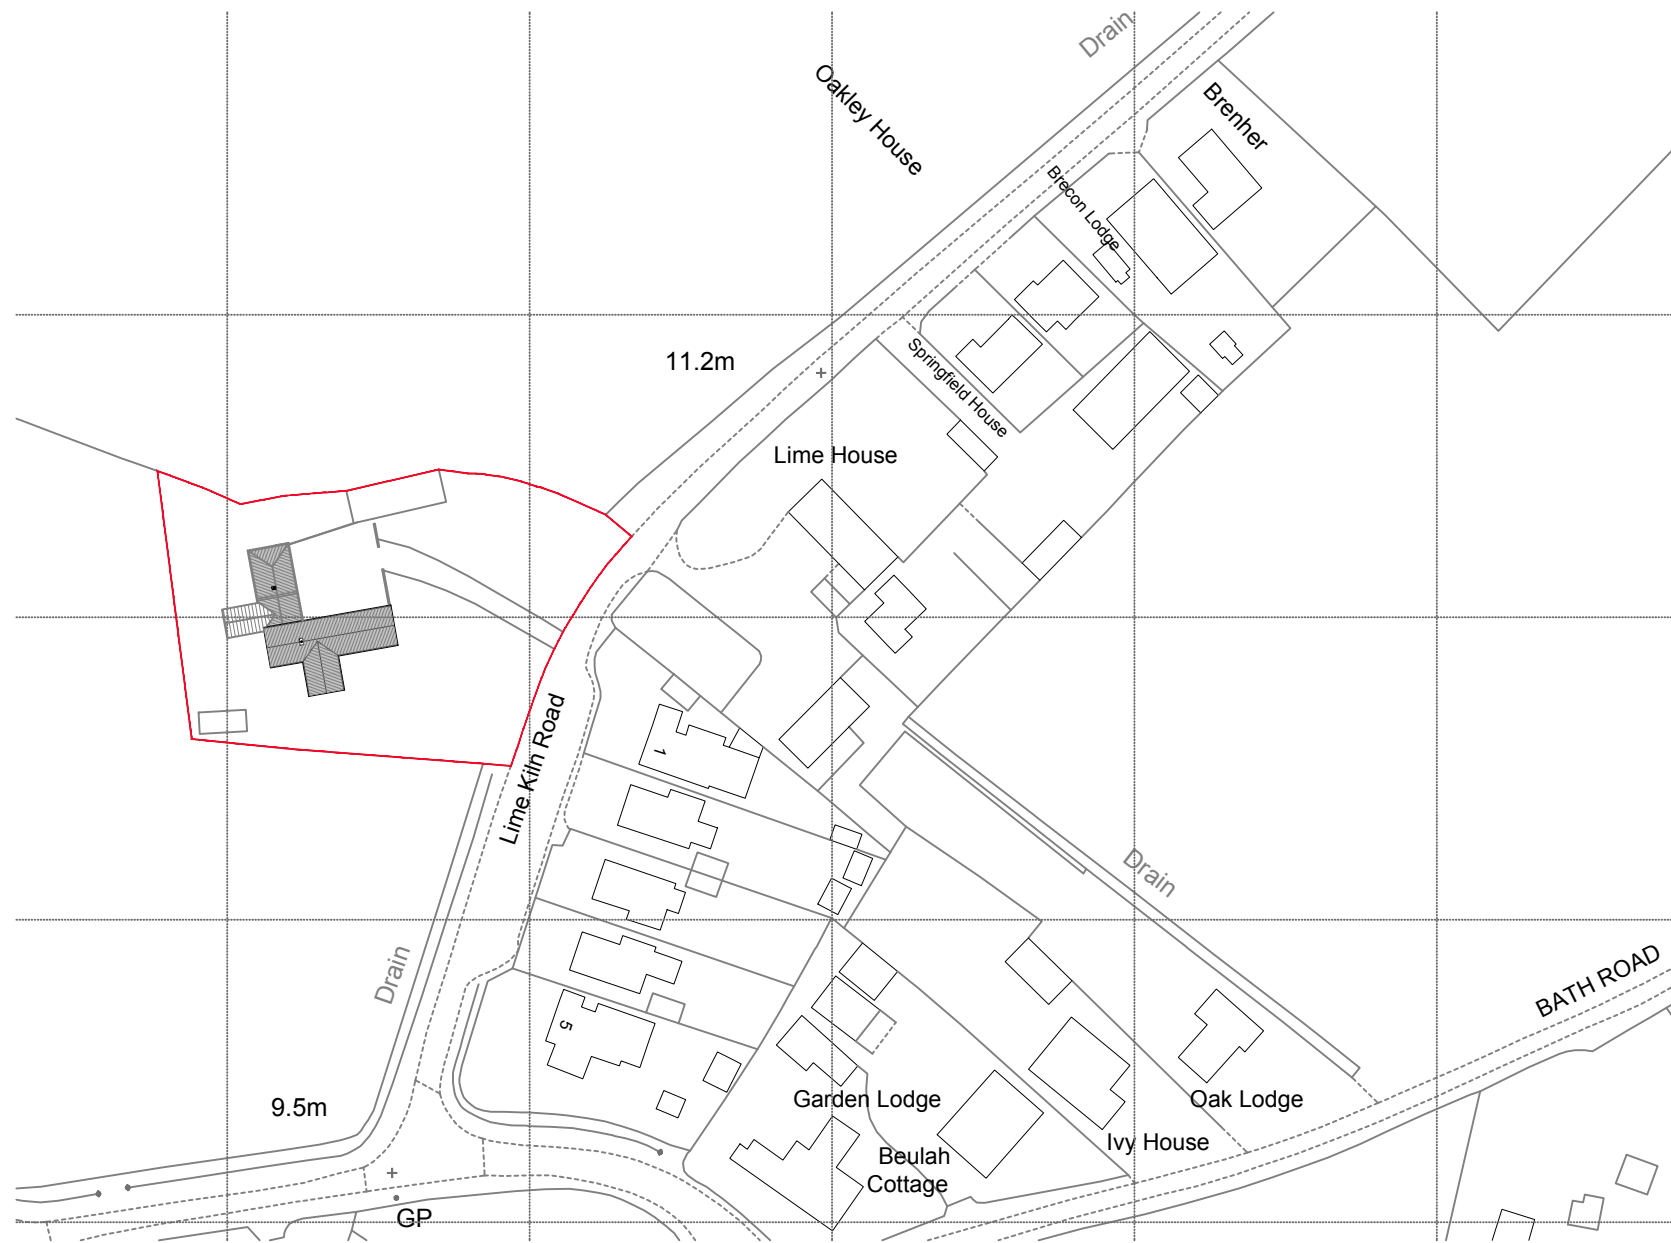 Drain
Oakley House
Brenher
Brecon Lodge
11.2m
Springfield House
Lime House
Lime Kiln Road
1
Drain
Drain
BATH ROAD
5
9.5m
Garden Lodge
Oak Lodge
Ivy House
Beulah
Cottage
GP